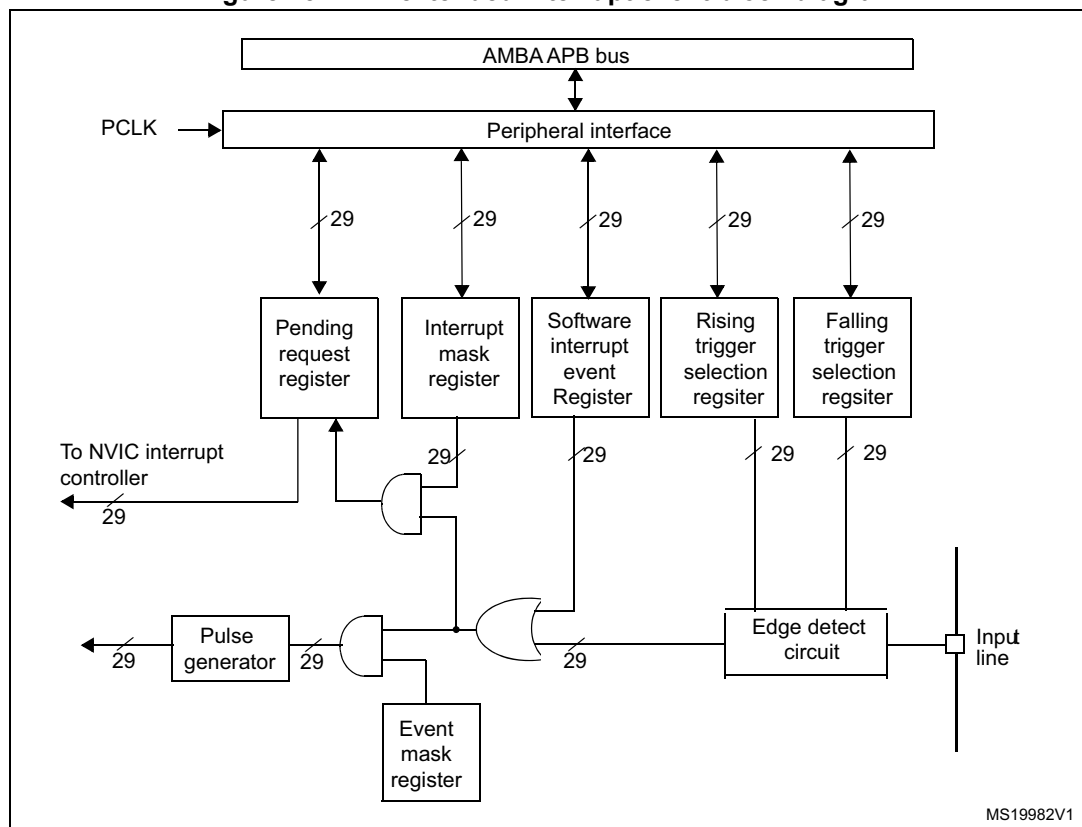 AMBA APB bus
PCLK
Peripheral interface
29
29
29
29
29
Pending
request
register
Interrupt
mask
register
Software
interrupt
event
Register
Rising
trigger
selection
regsiter
Falling
trigger
selection
regsiter
To NVIC interrupt
controller
29
29
29
29
29
Pulse
generator
29
29
29
Edge detect
circuit
Input
line
Event
mask
register
MS19982V1